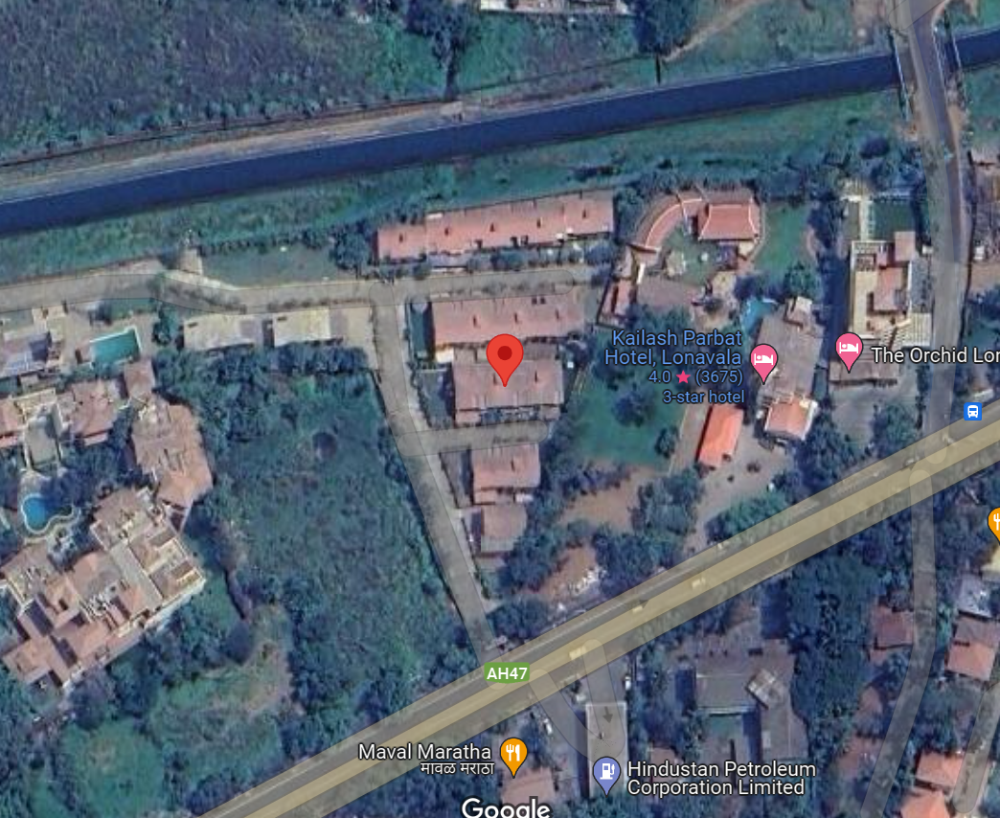 Kailash Parbat
Hotel, Lonavala
4.0 ★ (3675)
3-star hotel
The Orchid Lon
AH47
Maval Maratha
मावळ मराठा
Hindustan Petroleum
Corporation Limited
Google